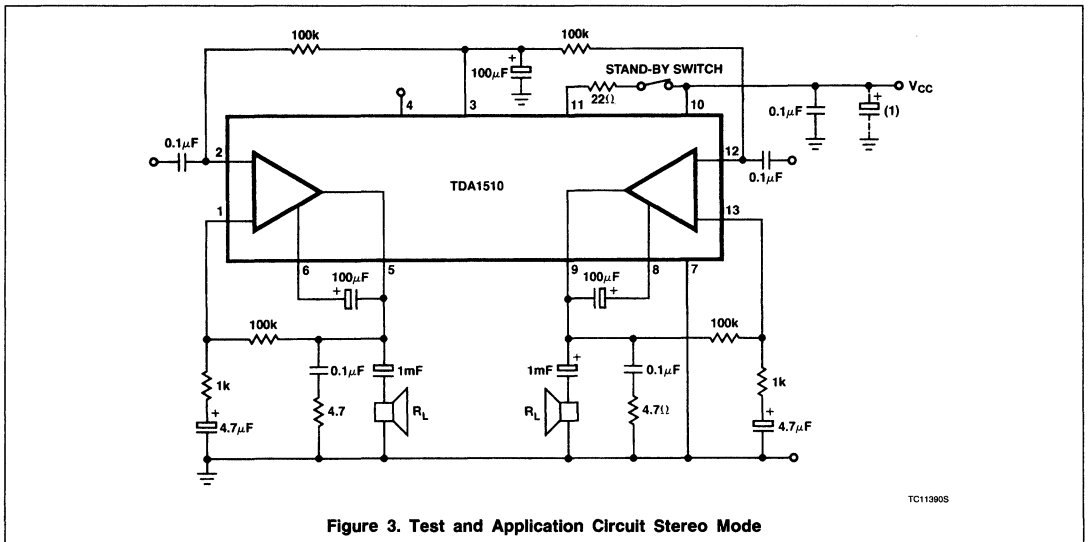 100k
100k
+
100μF
STAND-BY SWITCH
22Ω
VCC
0.1μF
+
(1)
4
3
11
10
0.1μF
2
12
0.1μF
TDA1510
1
13
6
5
9
8
7
100μF
+
100μF
+
100k
100k
0.1μF
1mF
+
1mF
0.1μF
1k
4.7
RL
RL
4.7Ω
1k
+
4.7μF
+
4.7μF
TC11390S
Figure 3. Test and Application Circuit Stereo Mode